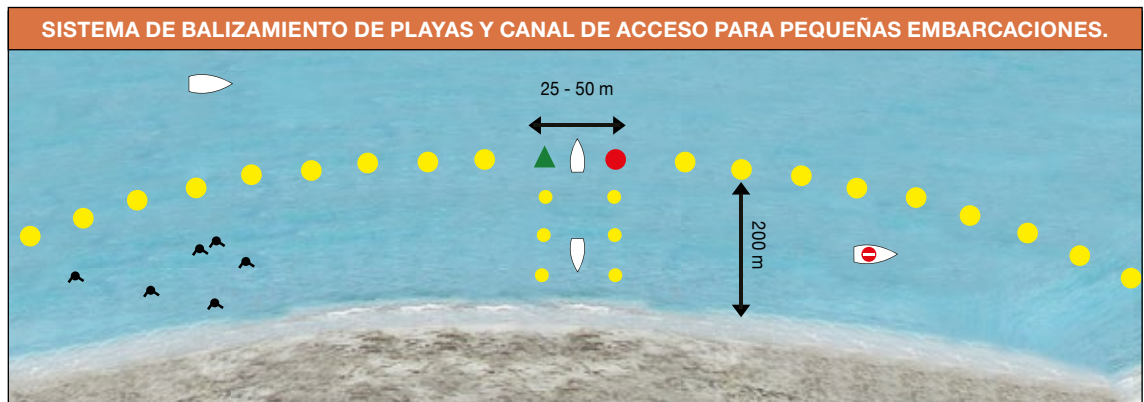 SISTEMA DE BALIZAMIENTO DE PLAYAS Y CANAL DE ACCESO PARA PEQUEÑAS EMBARCACIONES.
25 - 50 m
200 m